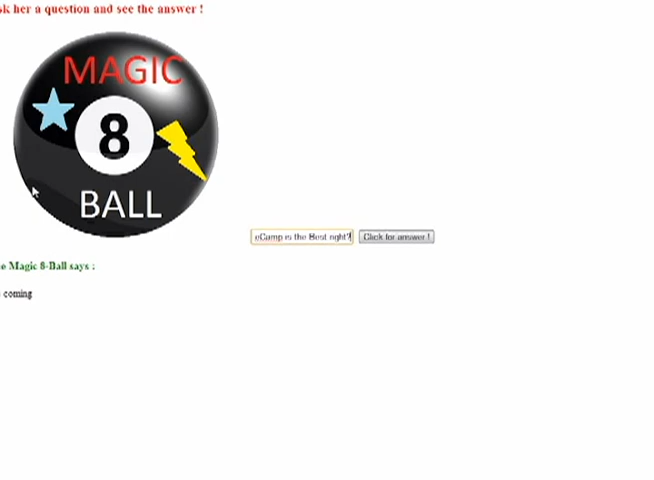 sk her a question and see the answer !
MAGIC
8
BALL
eCamp is the Best right?
Click for answer !
e Magic 8-Ball says :
coming